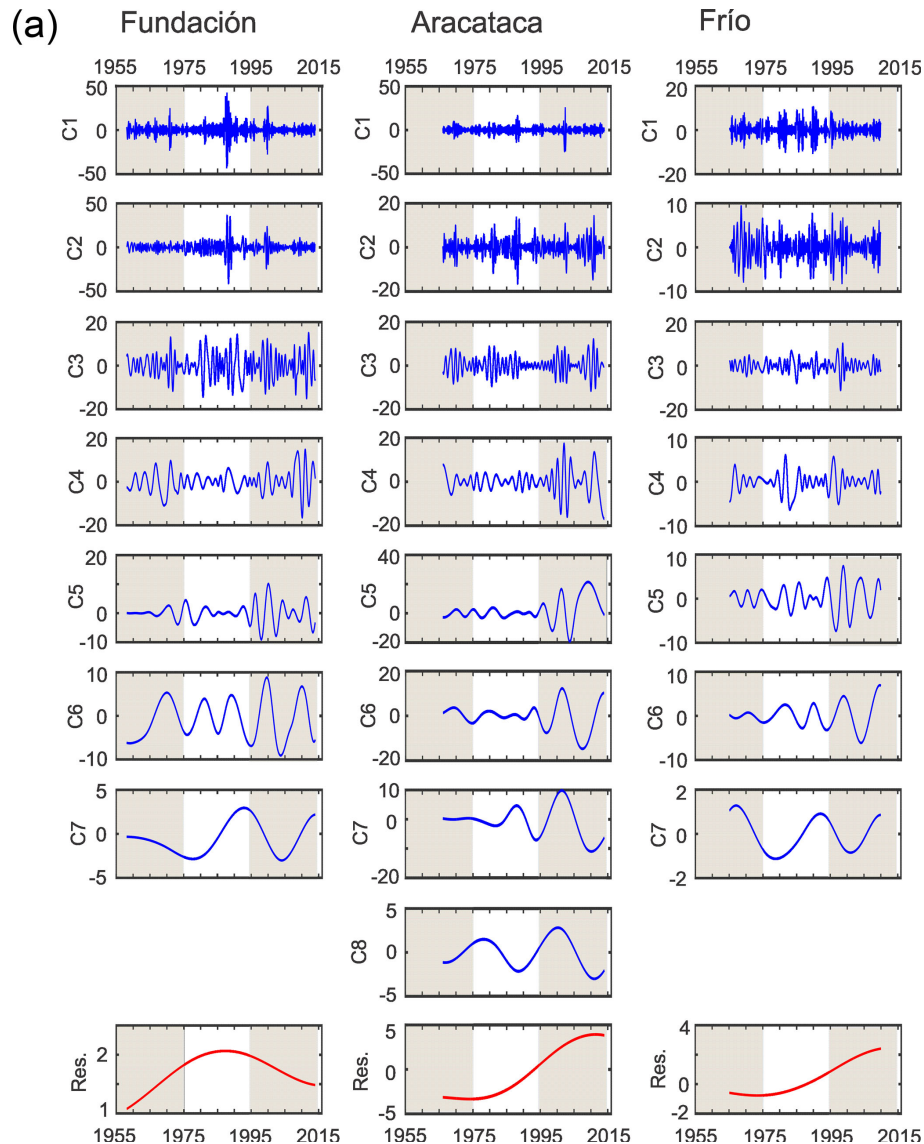 (a) Fundación Aracataca Frío
1955 1975 1995 2015 1955 1975 1995 2015 1955 1975 1995 2015
50 50 20
C1 0 C1 0 C1 0
-50 -50 -20
50 20 10
C2 0 C2 0 C2 0
-50 -20 -10
20 20 20
C3 0 C3 0 C3 0
-20 -20 -20
20 20 10
C4 0 C4 0 C4 0
-20 -20 -10
20 40 10
C5 C5 20 C5
0 0 0
-10 -20 -10
10 20 10
C6 0 C6 0 C6 0
-10 -20 -10
5 10 2
C7 0 C7 0 C7 0
-5 -10 -2
-20
5
C8 0
-5
2 5 4
Res. Res. 0 Res. 2
0
1 -5 -2
1955 1975 1995 2015 1955 1975 1995 2015 1955 1975 1995 2015